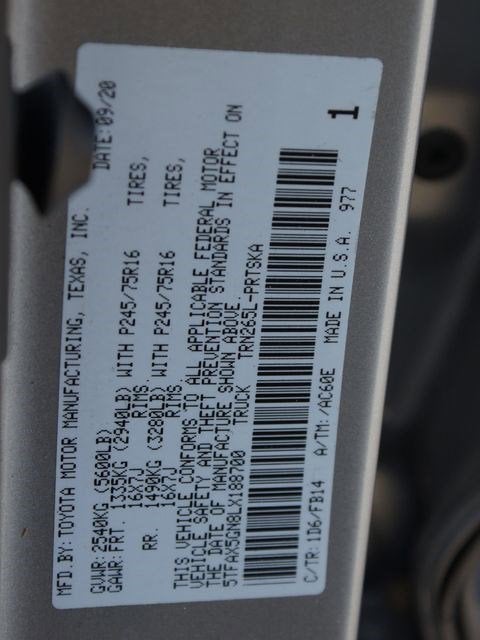 MFD.BY: TOYOTA MOTOR MANUFACTURING, TEXAS, INC. DATE: 09/20
GVWR: 2540KG (5600LB)
GAWR: FRT. 1335KG (2940LB) WITH P245/75R16 TIRES,
16X7J RIMS.
RR. 1490KG (3280LB) WITH P245/75R16 TIRES,
16X7J RIMS.
THIS VEHICLE CONFORMS TO ALL APPLICABLE FEDERAL MOTOR
VEHICLE SAFETY AND THEFT PREVENTION STANDARDS IN EFFECT ON
THE DATE OF MANUFACTURE SHOWN ABOVE.
5TFAX5GN8LX188700 TRUCK TRN265L-PRTSKA
1
C/TR: 1D6/FB14 A/TM: /AC60E MADE IN U.S.A. 977